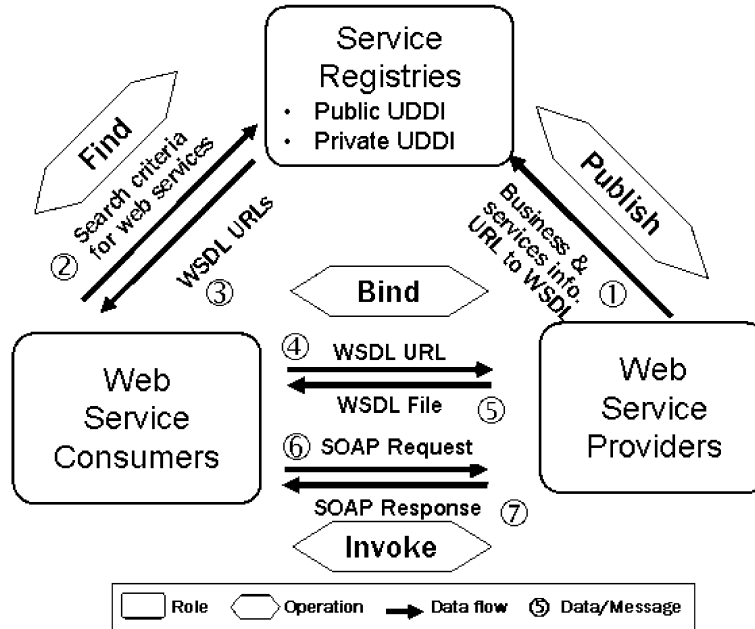 Service
Registries
• Public UDDI
• Private UDDI
Find
Publish
② Search criteria
for web services
③ WSDL URLs
Business &
services info.
URL to WSDL ①
Bind
Web
Service
Consumers
④ WSDL URL
WSDL File ⑤
⑥ SOAP Request
SOAP Response ⑦
Web
Service
Providers
Invoke
Role Operation Data flow ⑤ Data/Message